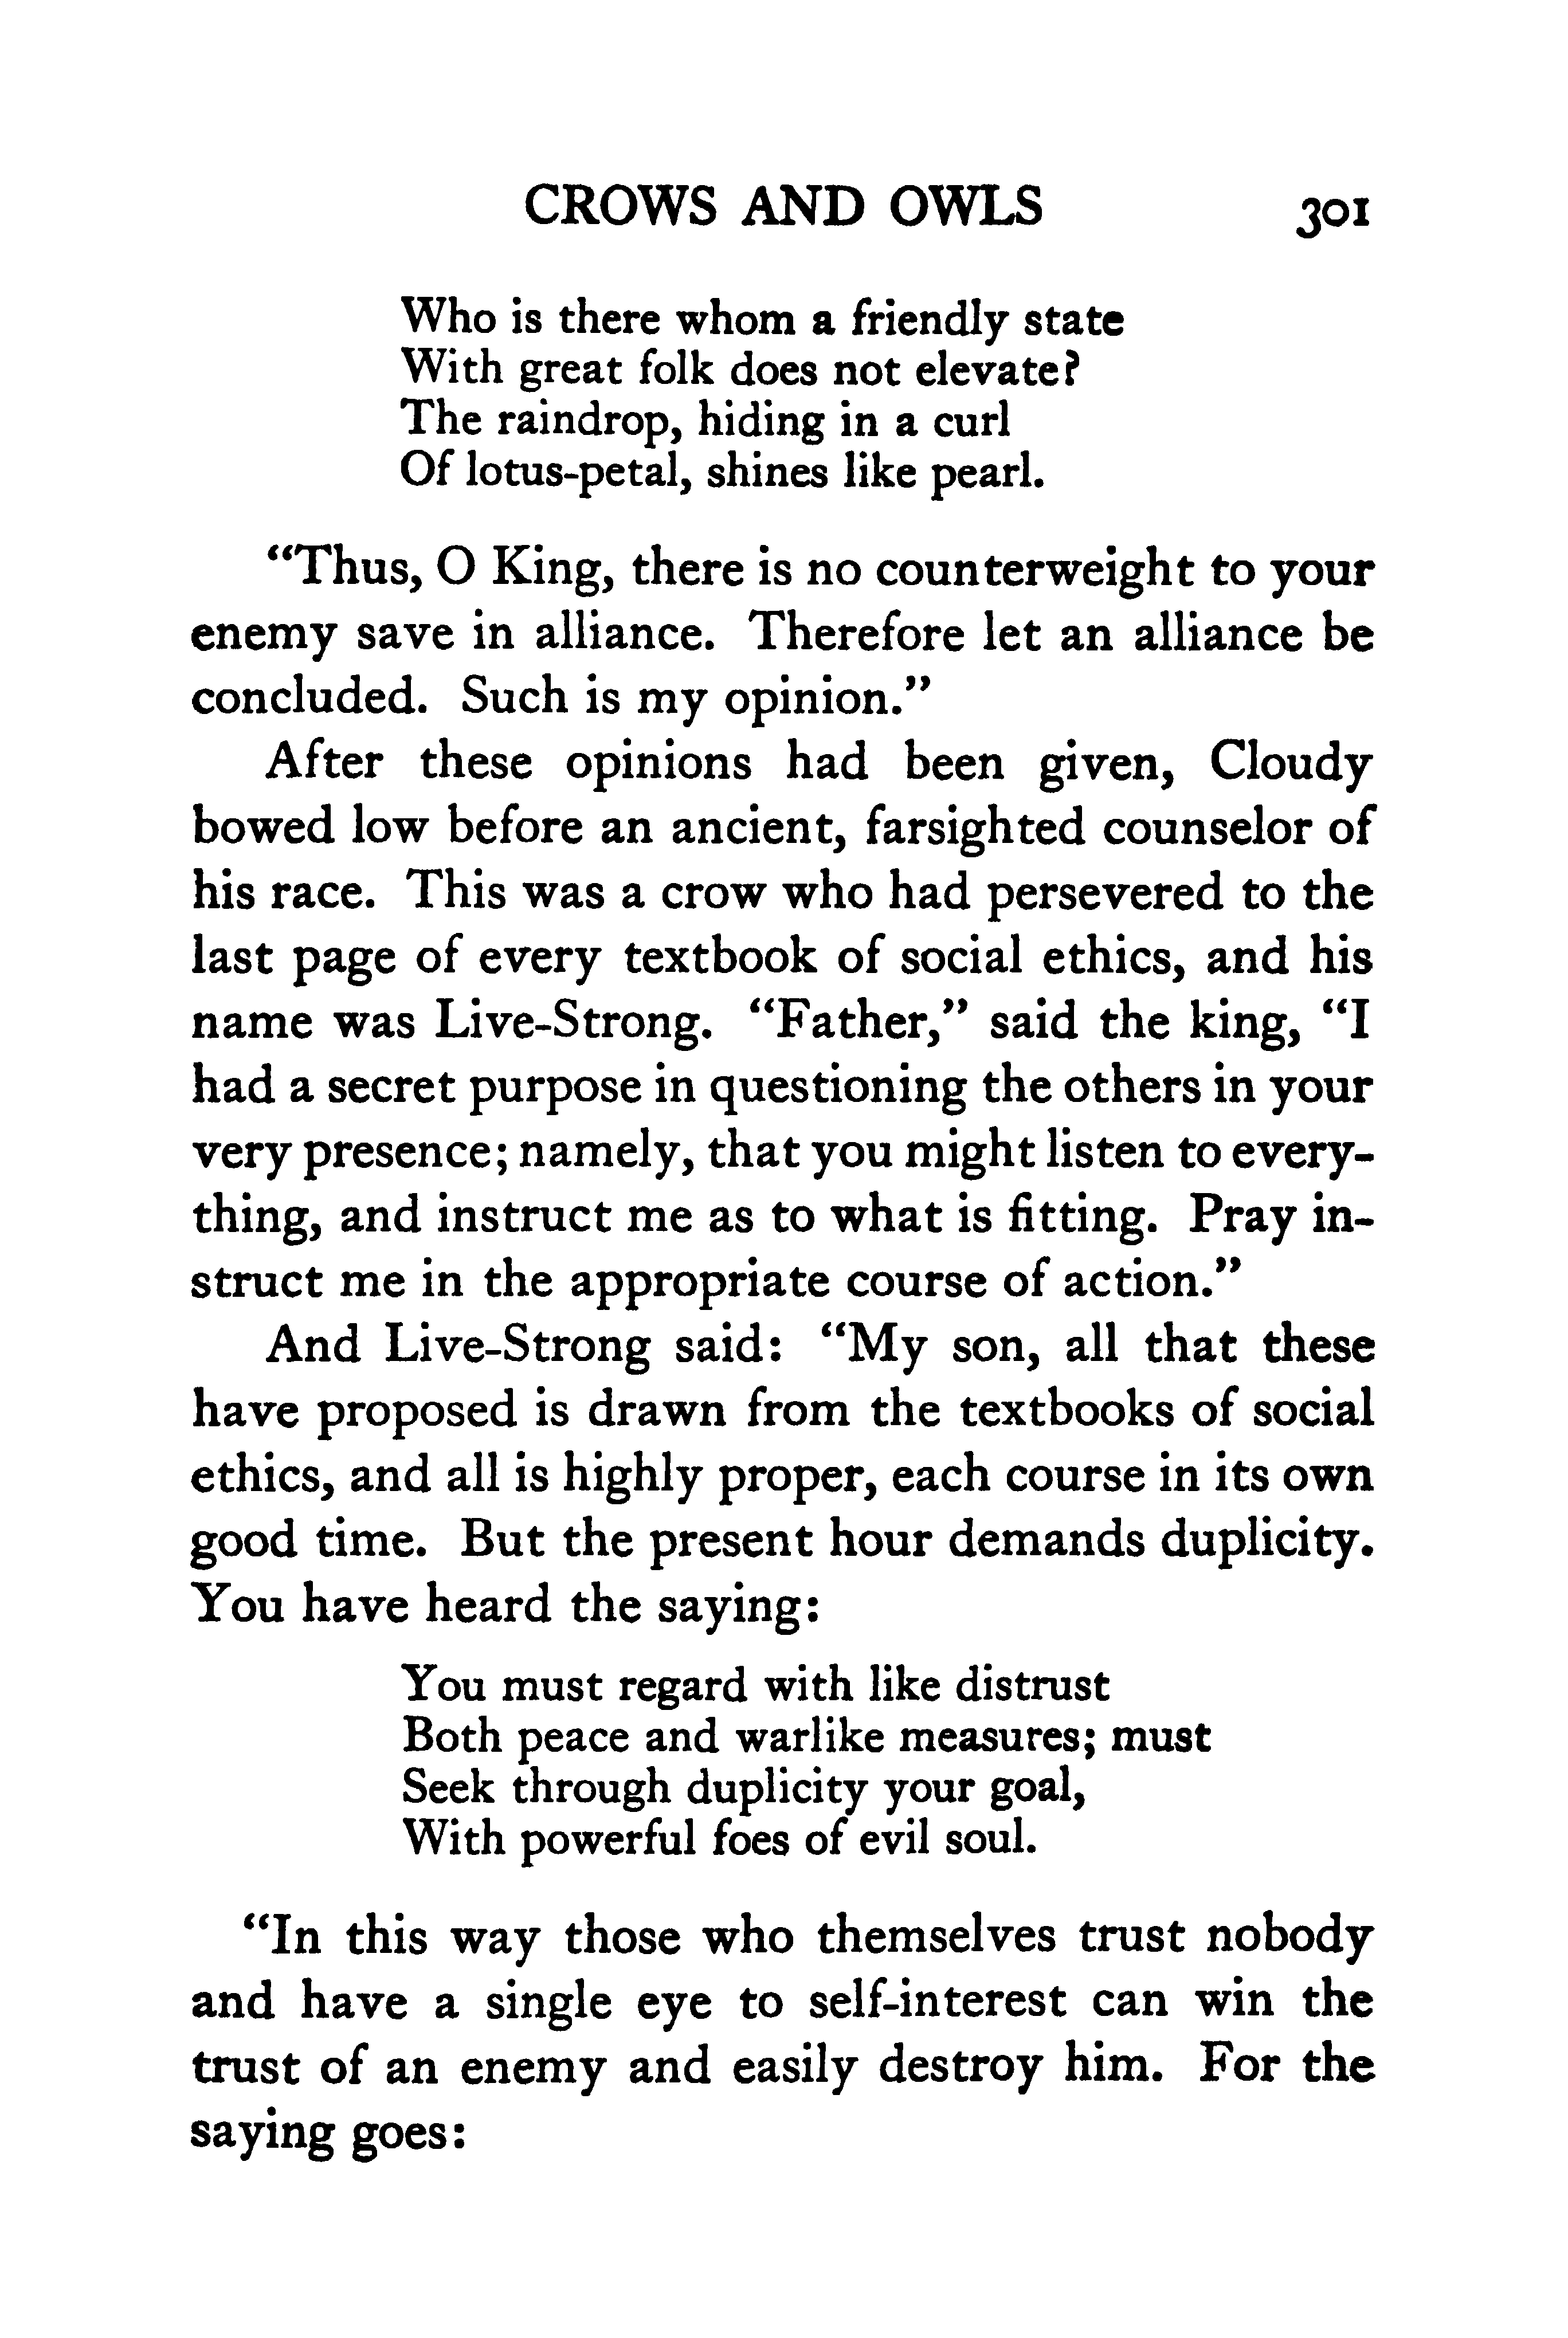 CROWS AND OWLS 301
Who is there whom a friendly state
With great folk does not elevate?
The raindrop, hiding in a curl
Of lotus-petal, shines like pearl.
“Thus, O King, there is no counterweight to your
enemy save in alliance. Therefore let an alliance be
concluded. Such is my opinion.”
After these opinions had been given, Cloudy
bowed low before an ancient, farsighted counselor of
his race. This was a crow who had persevered to the
last page of every textbook of social ethics, and his
name was Live-Strong. “Father,” said the king, “I
had a secret purpose in questioning the others in your
very presence; namely, that you might listen to every-
thing, and instruct me as to what is fitting. Pray in-
struct me in the appropriate course of action.”
And Live-Strong said: “My son, all that these
have proposed is drawn from the textbooks of social
ethics, and all is highly proper, each course in its own
good time. But the present hour demands duplicity.
You have heard the saying:
You must regard with like distrust
Both peace and warlike measures; must
Seek through duplicity your goal,
With powerful foes of evil soul.
“In this way those who themselves trust nobody
and have a single eye to self-interest can win the
trust of an enemy and easily destroy him. For the
saying goes: